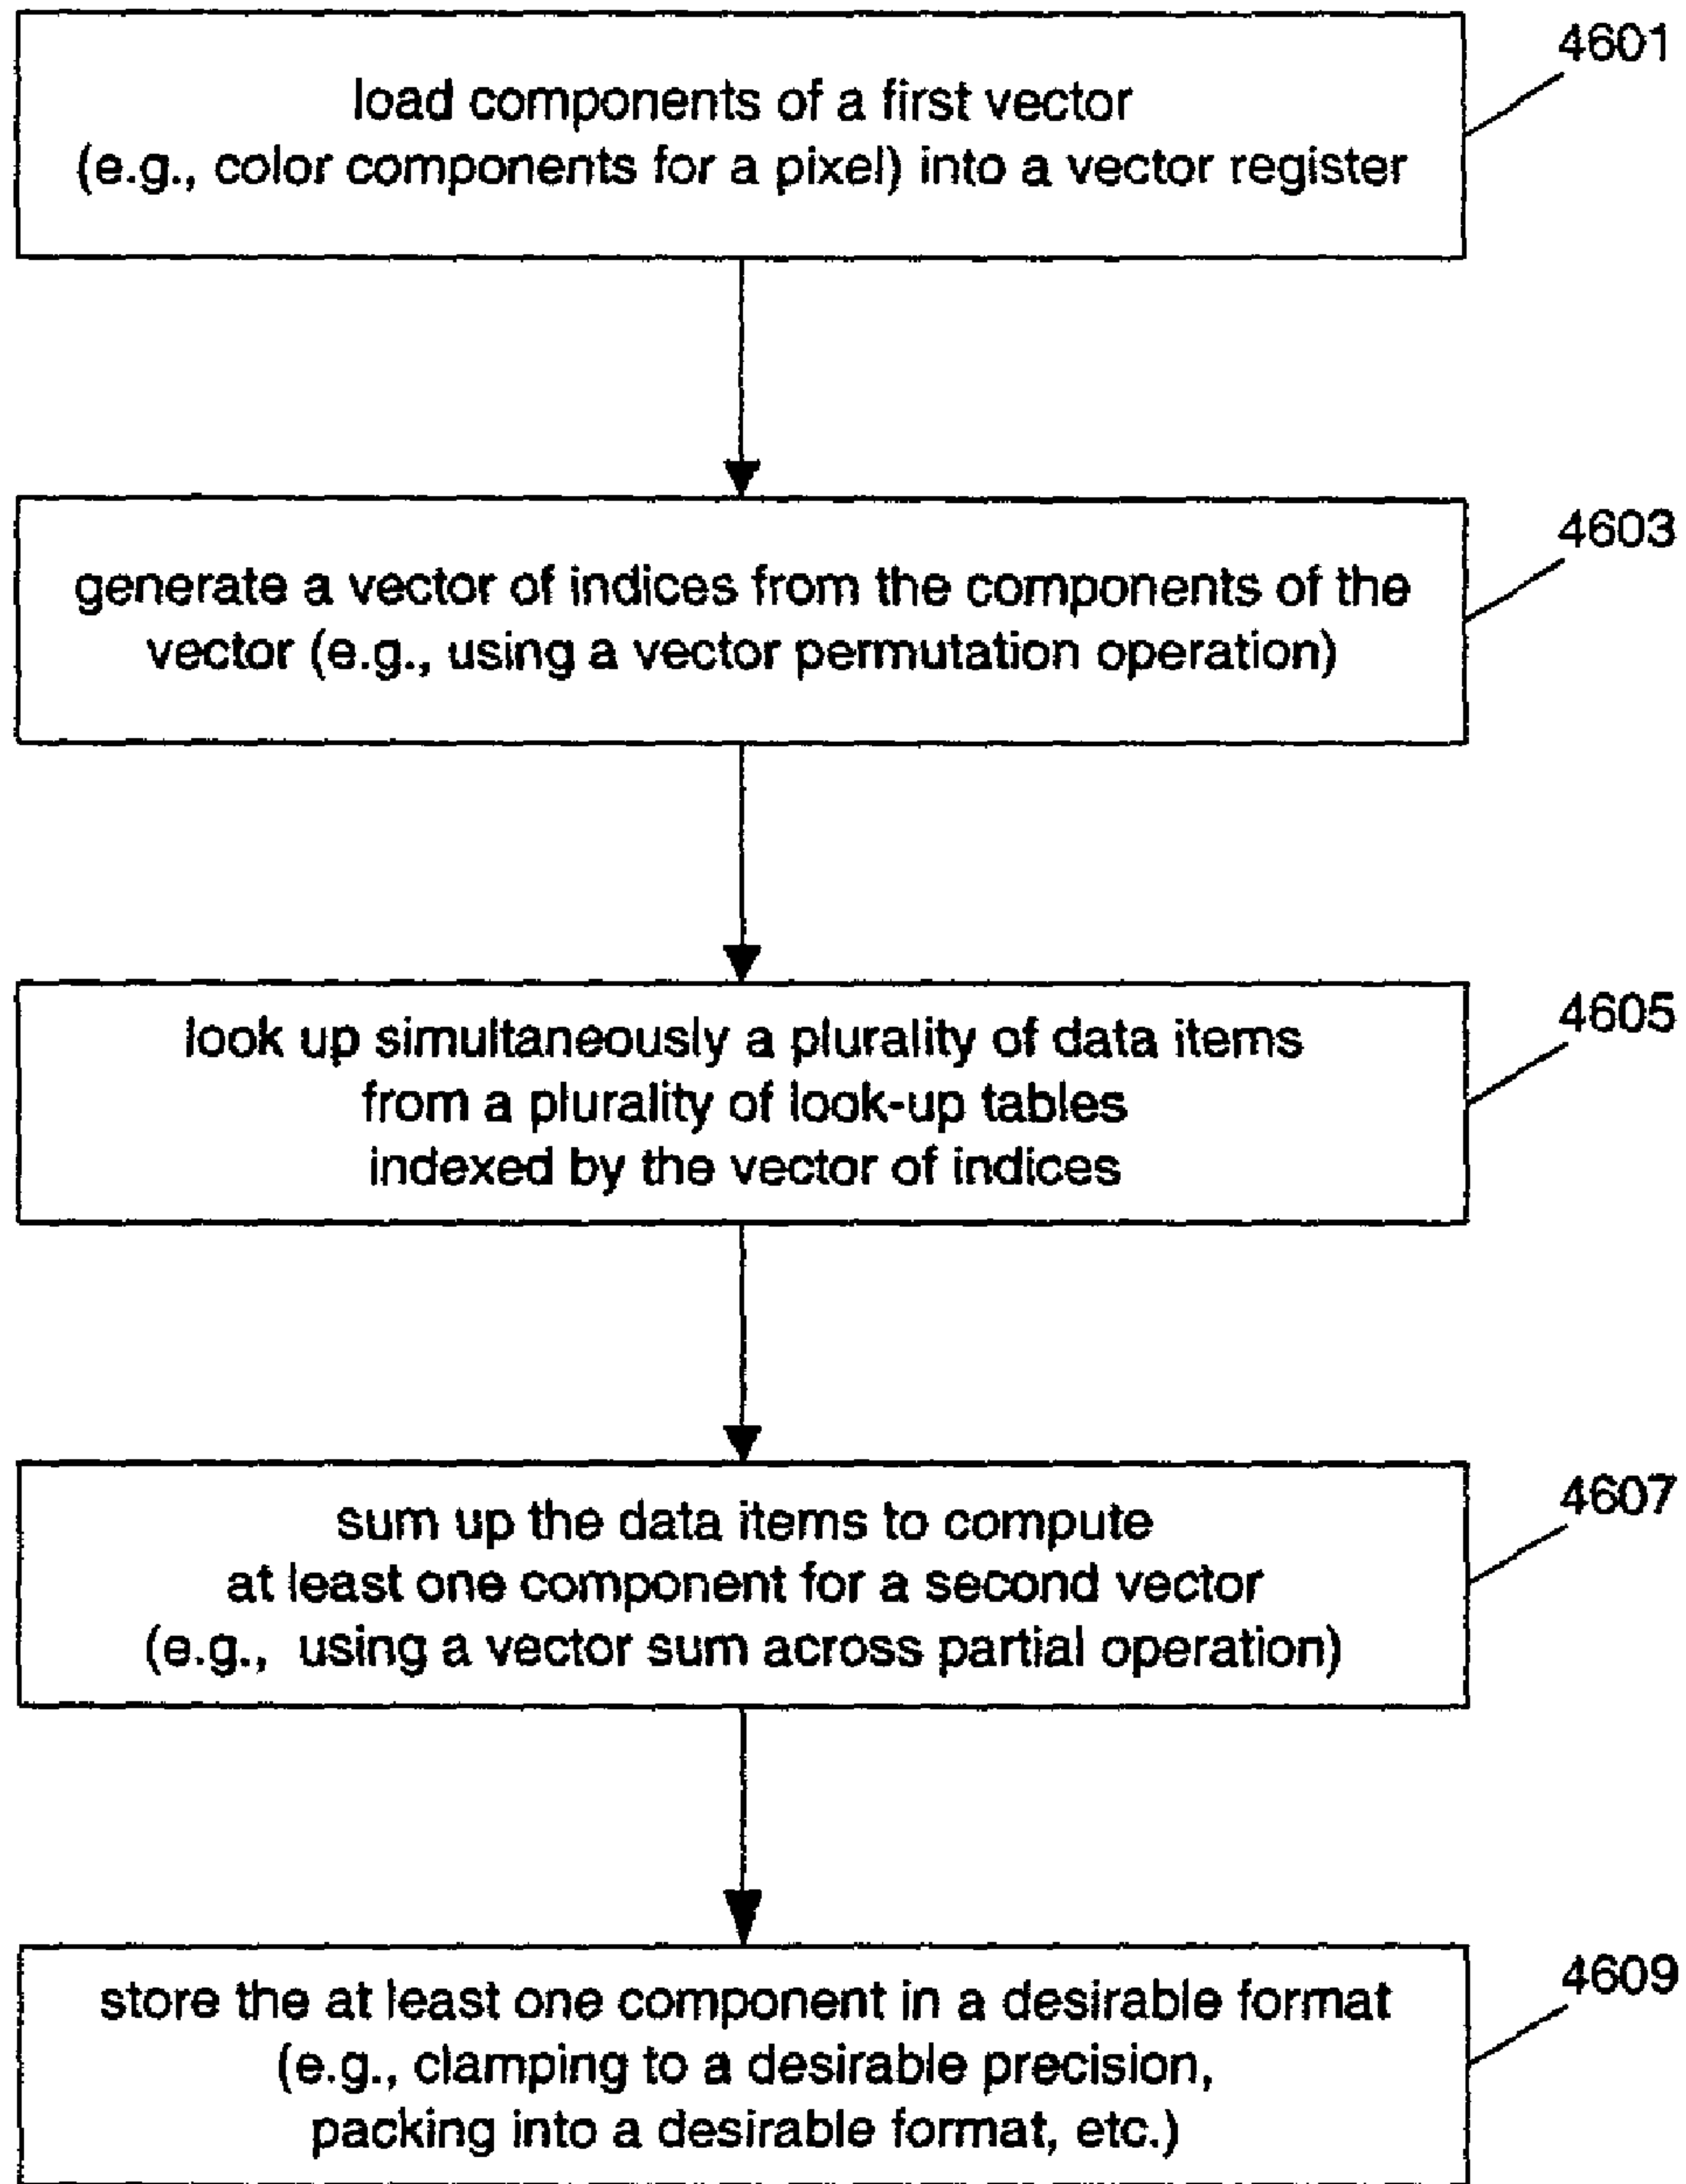 4601
load components of a first vector
(e.g., color components for a pixel) into a vector register
4603
generate a vector of indices from the components of the
vector (e.g., using a vector permutation operation)
4605
look up simultaneously a plurality of data items
from a plurality of look-up tables
indexed by the vector of indices
4607
sum up the data items to compute
at least one component for a second vector
(e.g., using a vector sum across partial operation)
4609
store the at least one component in a desirable format
(e.g., clamping to a desirable precision,
packing into a desirable format, etc.)